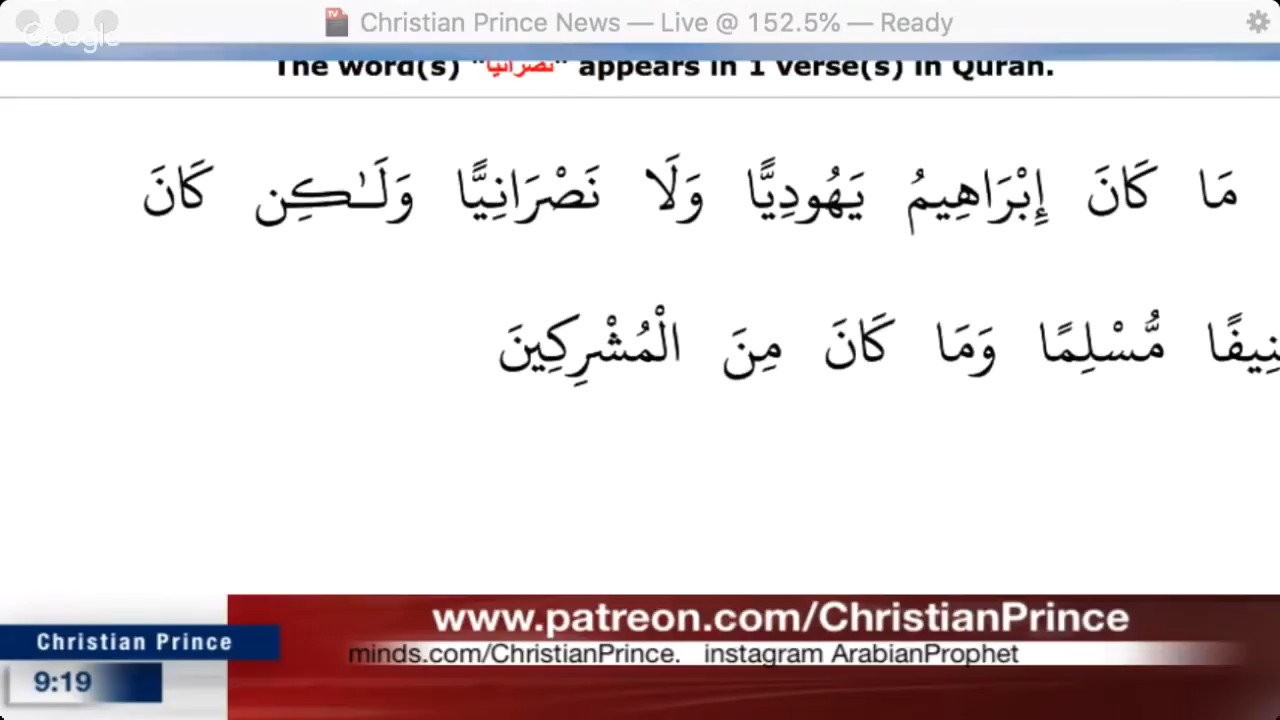 Christian Prince News — Live @ 152.5% — Ready
Google
The word(s) "نصرانيا" appears in 1 verse(s) in Quran.
مَا كَانَ إِبْرَاهِيمُ يَهُودِيًّا وَلَا نَصْرَانِيًّا وَلَـٰكِن كَانَ
مُّسْلِمًا وَمَا كَانَ مِنَ الْمُشْرِكِينَ
www.patreon.com/ChristianPrince
Christian Prince
minds.com/ChristianPrince. instagram ArabianProphet
9:19